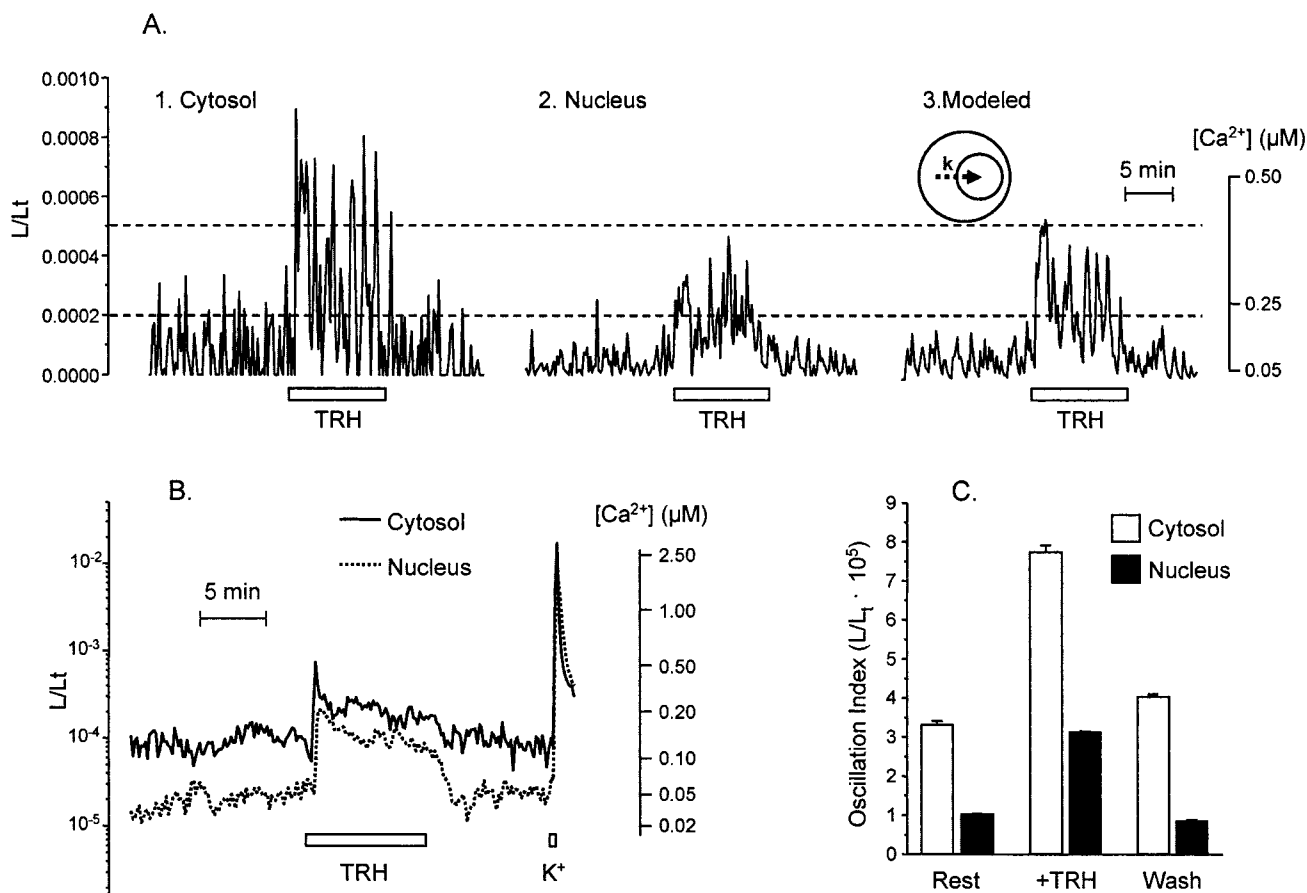 A.
0.0010
0.0008
0.0006
0.0004
0.0002
0.0000
L/Lt
1. Cytosol
2. Nucleus
3.Modeled
k
5 min
[Ca²⁺] (µM)
0.50
0.25
0.05
TRH
TRH
TRH
B.
Cytosol
Nucleus
5 min
L/Lt
10⁻²
10⁻³
10⁻⁴
10⁻⁵
[Ca²⁺] (µM)
2.50
1.00
0.50
0.20
0.10
0.05
0.02
TRH
K⁺
C.
Cytosol
Nucleus
Oscillation Index (L/Lₜ · 10⁵)
9
8
7
6
5
4
3
2
1
0
Rest
+TRH
Wash